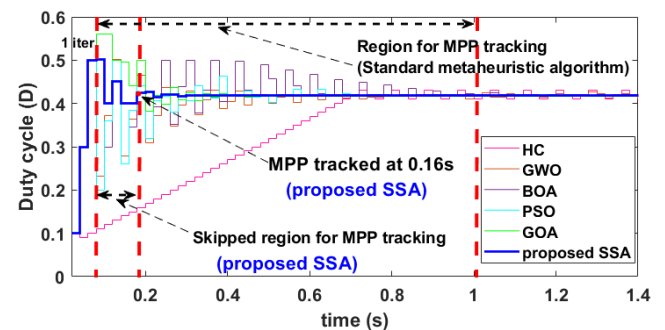 0.6
0.5
0.4
0.3
0.2
0.1
0
Duty cycle (D)
1 iter
Region for MPP tracking
(Standard metaheuristic algorithm)
MPP tracked at 0.16s
(proposed SSA)
Skipped region for MPP tracking
(proposed SSA)
HC
GWO
BOA
PSO
GOA
proposed SSA
0.2 0.4 0.6 0.8 1 1.2 1.4
time (s)